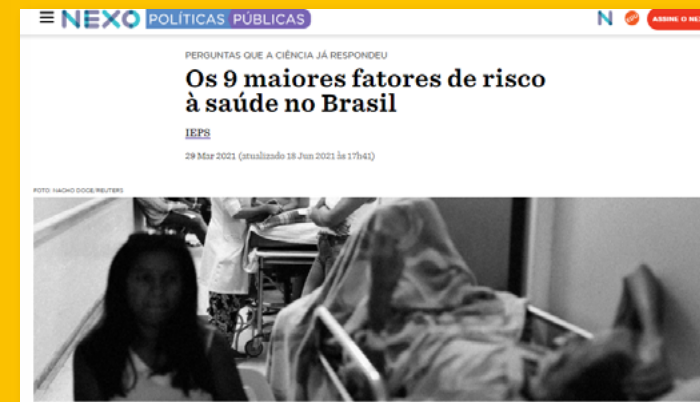 NEXO POLÍTICAS PÚBLICAS
N
ASSINE O NEX
PERGUNTAS QUE A CIÊNCIA JÁ RESPONDEU
Os 9 maiores fatores de risco
à saúde no Brasil
IEPS
29 Mar 2021 (atualizado 18 Jun 2021 às 17h41)
FOTO: NACHO DOCE/REUTERS